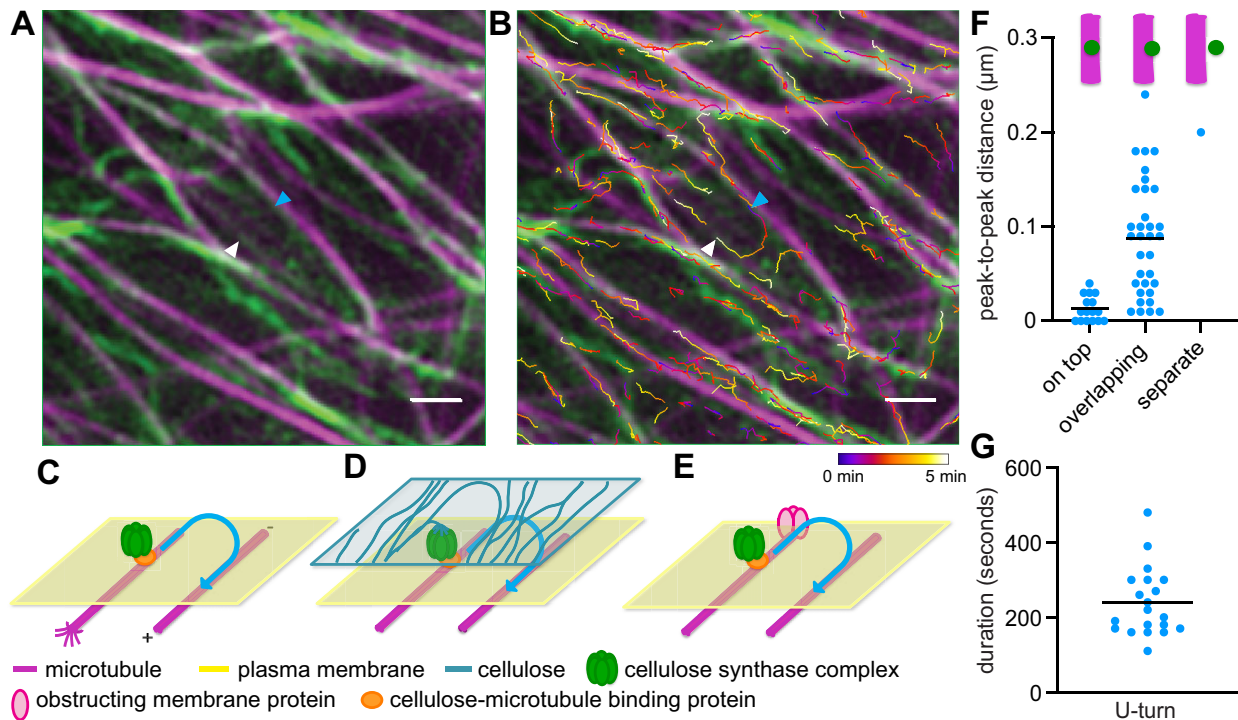 A
B
0 min
5 min
C
D
E
-
+
microtubule
plasma membrane
cellulose
cellulose synthase complex
obstructing membrane protein
cellulose-microtubule binding protein
F
peak-to-peak distance (µm)
0.3
0.2
0.1
0
on top
overlapping
separate
G
duration (seconds)
600
400
200
0
U-turn